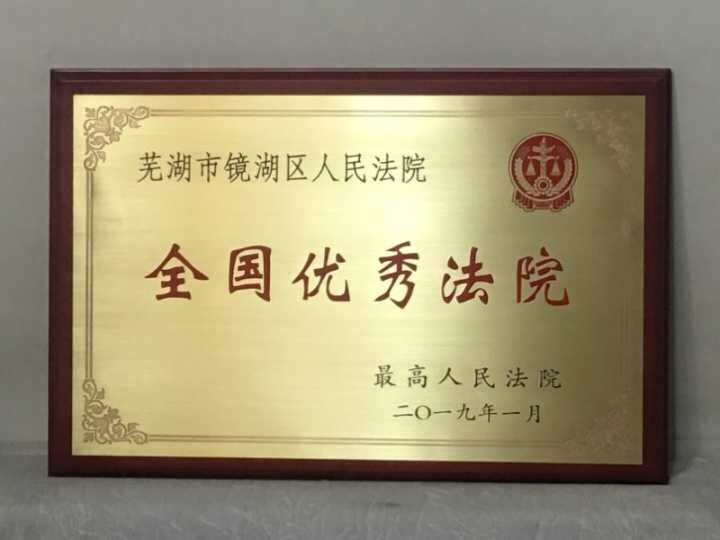 芜湖市镜湖区人民法院
全国优秀法院
最高人民法院
二〇一九年一月